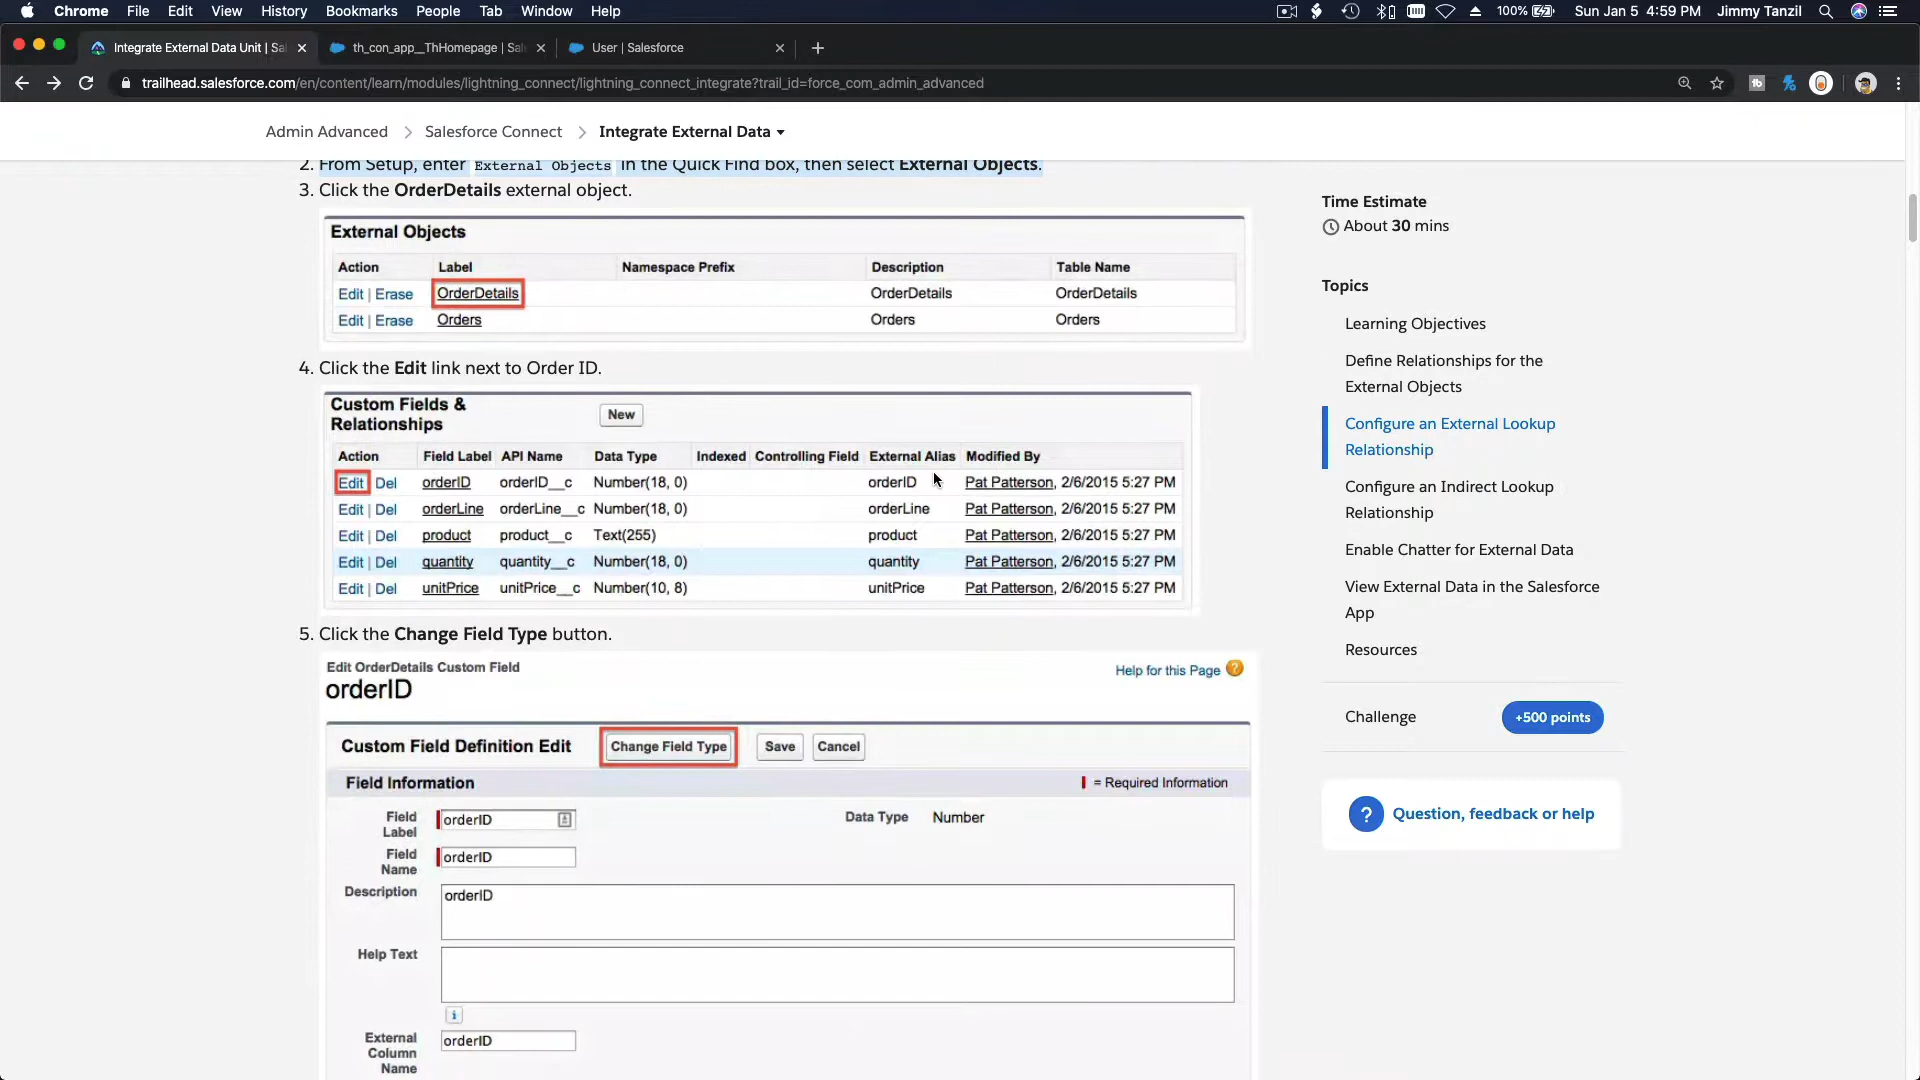 Chrome File Edit View History Bookmarks People Tab Window Help 100% Sun Jan 5 4:59 PM Jimmy Tanzil
Integrate External Data Unit | Sa th_con_app__ThHomepage | Sal User | Salesforce
trailhead.salesforce.com/en/content/learn/modules/lightning_connect/lightning_connect_integrate?trail_id=force_com_admin_advanced
Admin Advanced > Salesforce Connect > Integrate External Data
2. From Setup, enter External Objects in the Quick Find box, then select External Objects.
3. Click the OrderDetails external object.
External Objects
Action Label Namespace Prefix Description Table Name
Edit | Erase OrderDetails OrderDetails OrderDetails
Edit | Erase Orders Orders Orders
4. Click the Edit link next to Order ID.
Custom Fields &
Relationships
New
Action Field Label API Name Data Type Indexed Controlling Field External Alias Modified By
Edit Del orderID orderID__c Number(18, 0) orderID Pat Patterson, 2/6/2015 5:27 PM
Edit | Del orderLine orderLine__c Number(18, 0) orderLine Pat Patterson, 2/6/2015 5:27 PM
Edit | Del product product__c Text(255) product Pat Patterson, 2/6/2015 5:27 PM
Edit | Del quantity quantity__c Number(18, 0) quantity Pat Patterson, 2/6/2015 5:27 PM
Edit | Del unitPrice unitPrice__c Number(10, 8) unitPrice Pat Patterson, 2/6/2015 5:27 PM
5. Click the Change Field Type button.
Edit OrderDetails Custom Field
orderID
Help for this Page ?
Custom Field Definition Edit Change Field Type Save Cancel
Field Information = Required Information
Field
Label
orderID
Data Type Number
Field
Name
orderID
Description
orderID
Help Text
i
External
Column
Name
orderID
Time Estimate
About 30 mins
Topics
Learning Objectives
Define Relationships for the
External Objects
Configure an External Lookup
Relationship
Configure an Indirect Lookup
Relationship
Enable Chatter for External Data
View External Data in the Salesforce
App
Resources
Challenge +500 points
? Question, feedback or help